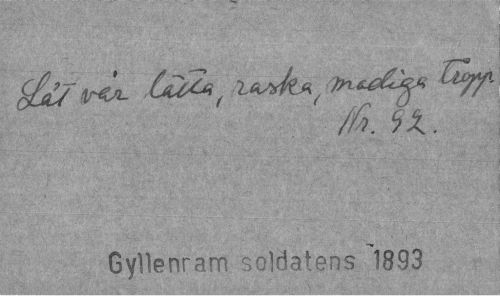 Låt vår lätta, raska, modiga tropp
Nr. 92.
Gyllenram soldatens 1893